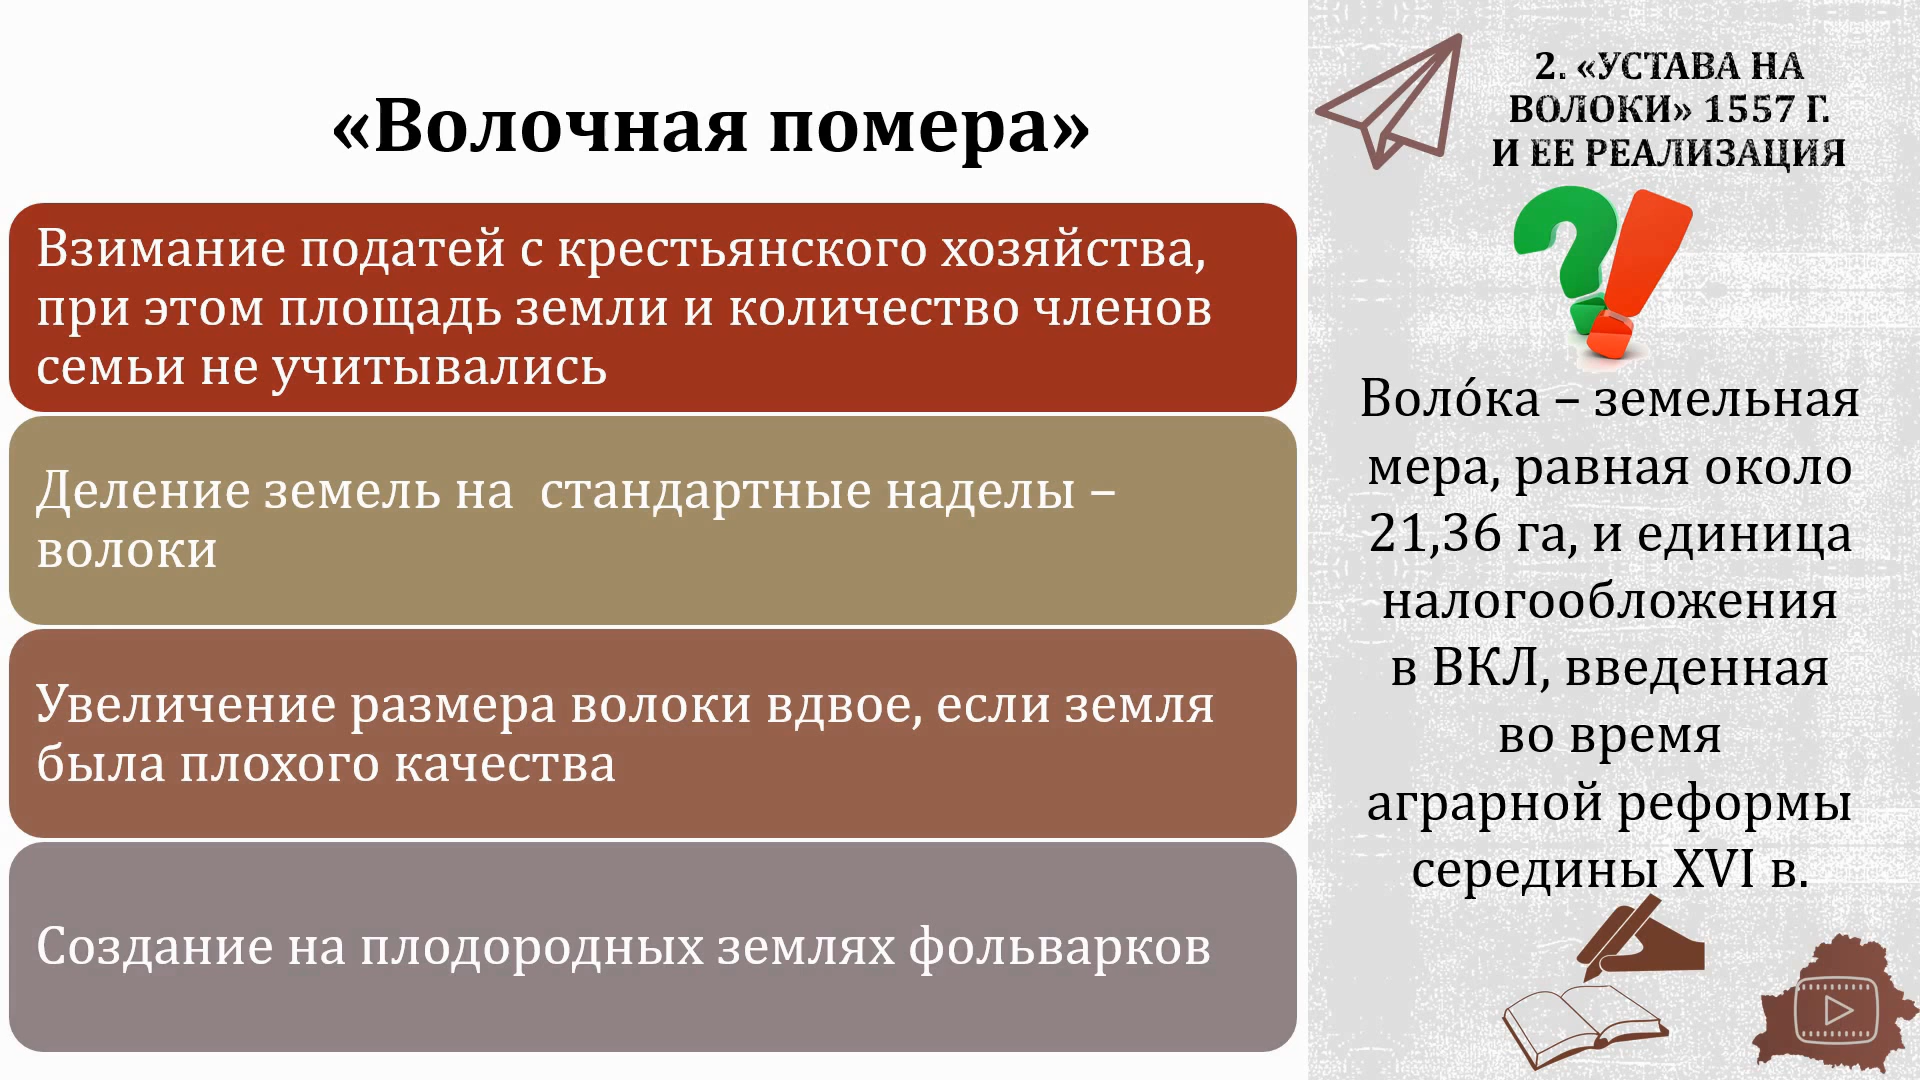 «Волочная помера»
Взимание податей с крестьянского хозяйства,
при этом площадь земли и количество членов
семьи не учитывались
Деление земель на  стандартные наделы –
волоки
Увеличение размера волоки вдвое, если земля
была плохого качества
Создание на плодородных землях фольварков
2. «УСТАВА НА
ВОЛОКИ» 1557 Г.
И ЕЕ РЕАЛИЗАЦИЯ
Воло́ка – земельная
мера, равная около
21,36 га, и единица
налогообложения
в ВКЛ, введенная
во время
аграрной реформы
середины XVI в.